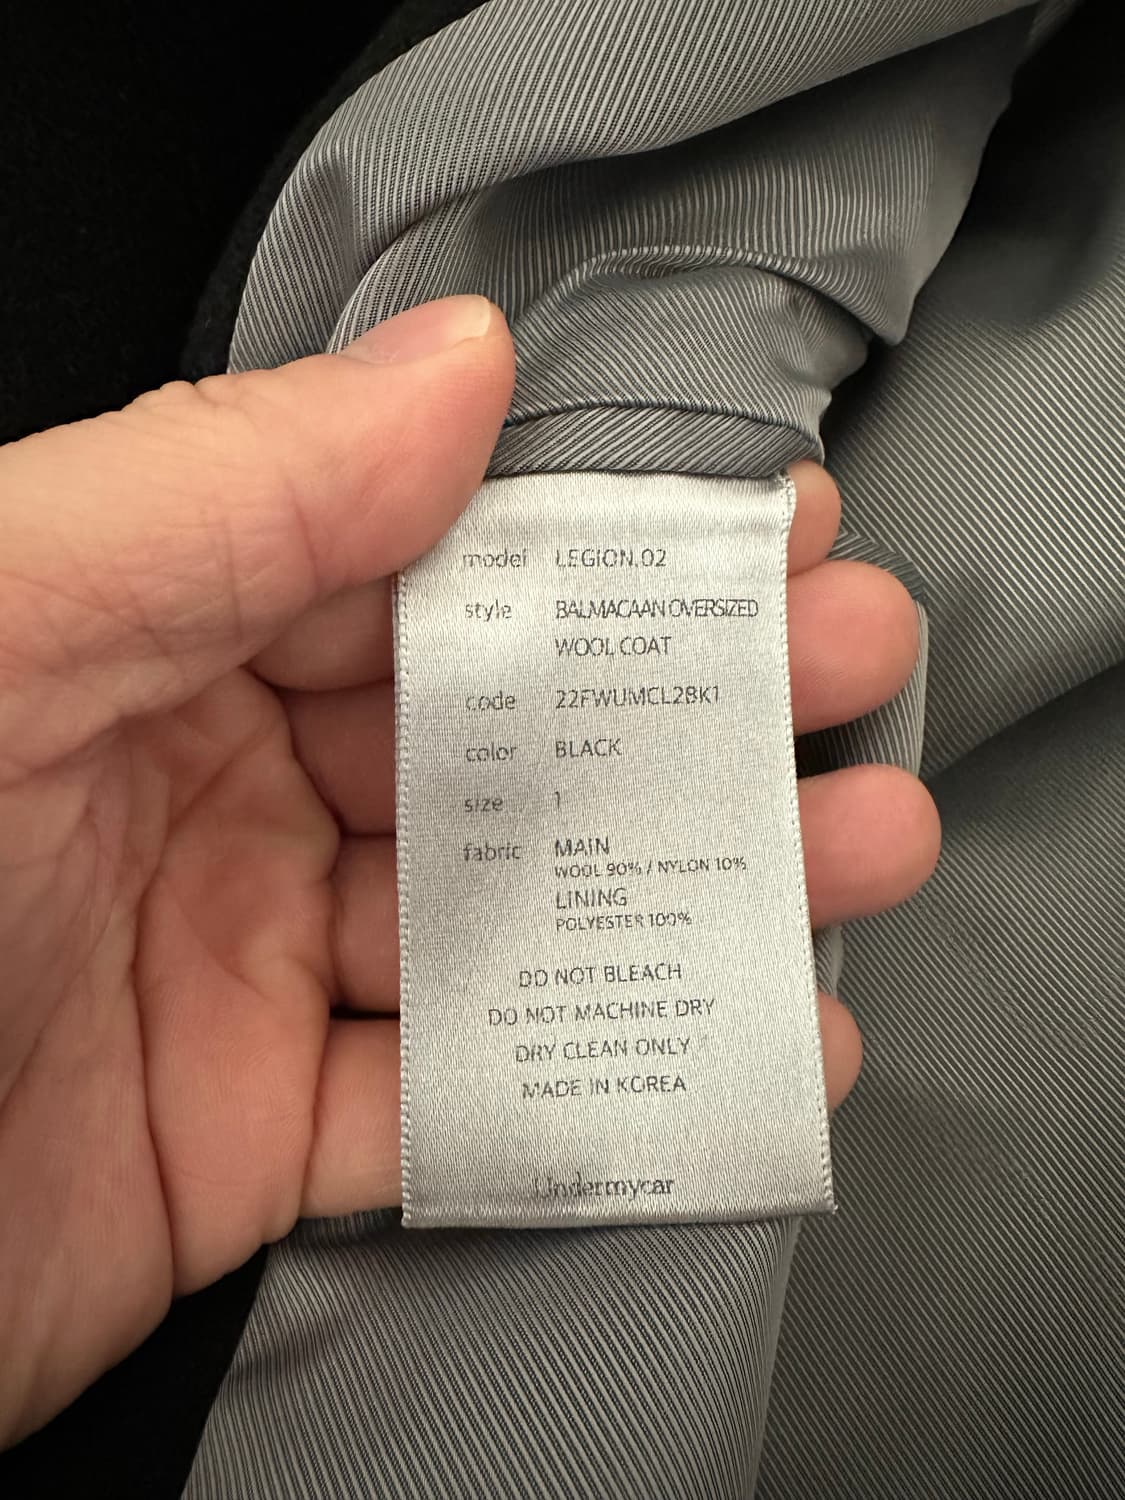 model LEGION.02
style BALMACAAN OVERSIZED
WOOL COAT
code 22FWUMCL2BK1
color BLACK
size 1
fabric MAIN
WOOL 90% / NYLON 10%
LINING
POLYESTER 100%
DO NOT BLEACH
DO NOT MACHINE DRY
DRY CLEAN ONLY
MADE IN KOREA
Undermycar